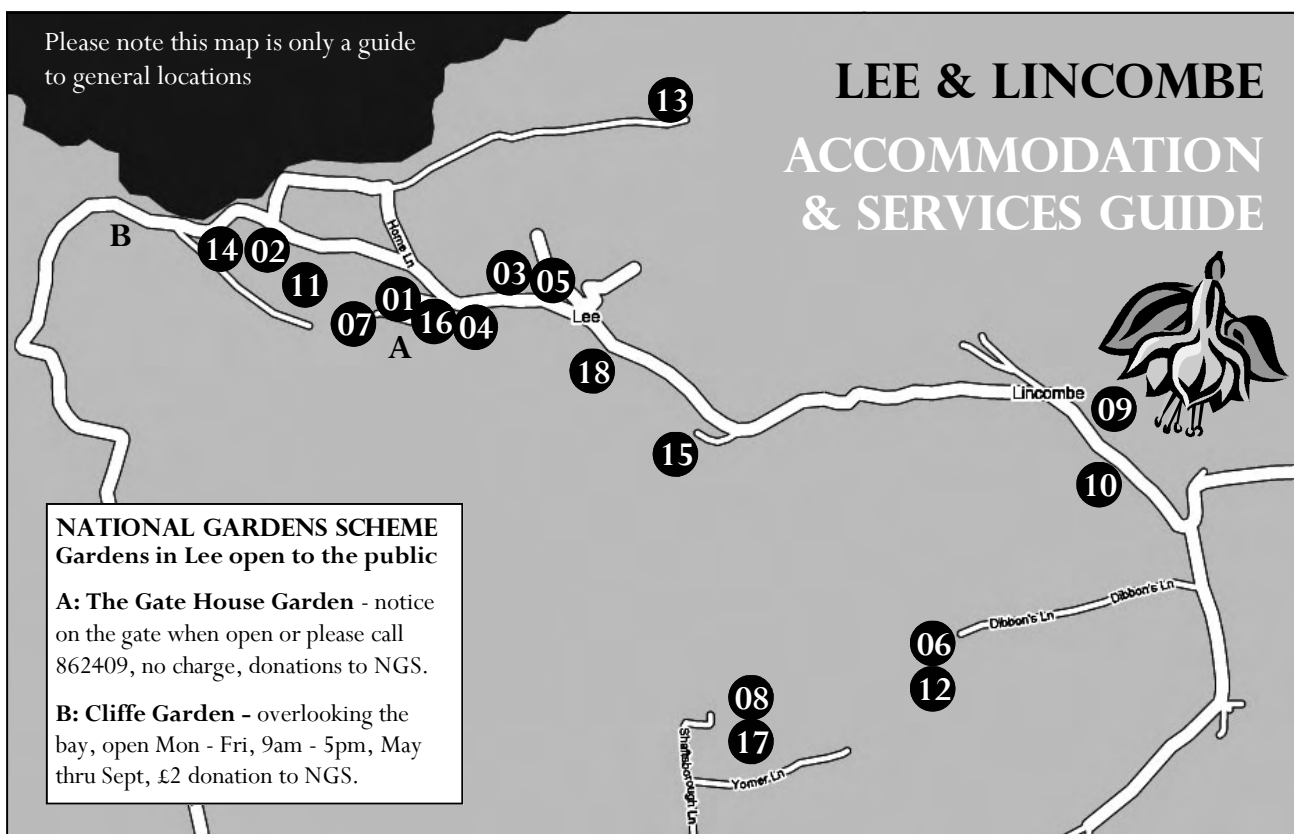 Please note this map is only a guide
to general locations
LEE & LINCOMBE
ACCOMMODATION
& SERVICES GUIDE
13
B
14
02
11
Home Ln
03
05
01
07
16
04
A
Lee
18
15
Lincombe
09
10
Dibbon's Ln
Dibbon's Ln
06
12
08
17
Shaftsborough Ln
Yomer Ln
NATIONAL GARDENS SCHEME
Gardens in Lee open to the public
A: The Gate House Garden - notice
on the gate when open or please call
862409, no charge, donations to NGS.
B: Cliffe Garden - overlooking the
bay, open Mon - Fri, 9am - 5pm, May
thru Sept, £2 donation to NGS.